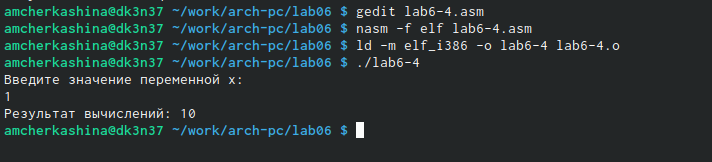 amcherkashina@dk3n37 ~/work/arch-pc/lab06 $ gedit lab6-4.asm
amcherkashina@dk3n37 ~/work/arch-pc/lab06 $ nasm -f elf lab6-4.asm
amcherkashina@dk3n37 ~/work/arch-pc/lab06 $ ld -m elf_i386 -o lab6-4 lab6-4.o
amcherkashina@dk3n37 ~/work/arch-pc/lab06 $ ./lab6-4
Введите значение переменной x:
1
Результат вычислений: 10
amcherkashina@dk3n37 ~/work/arch-pc/lab06 $